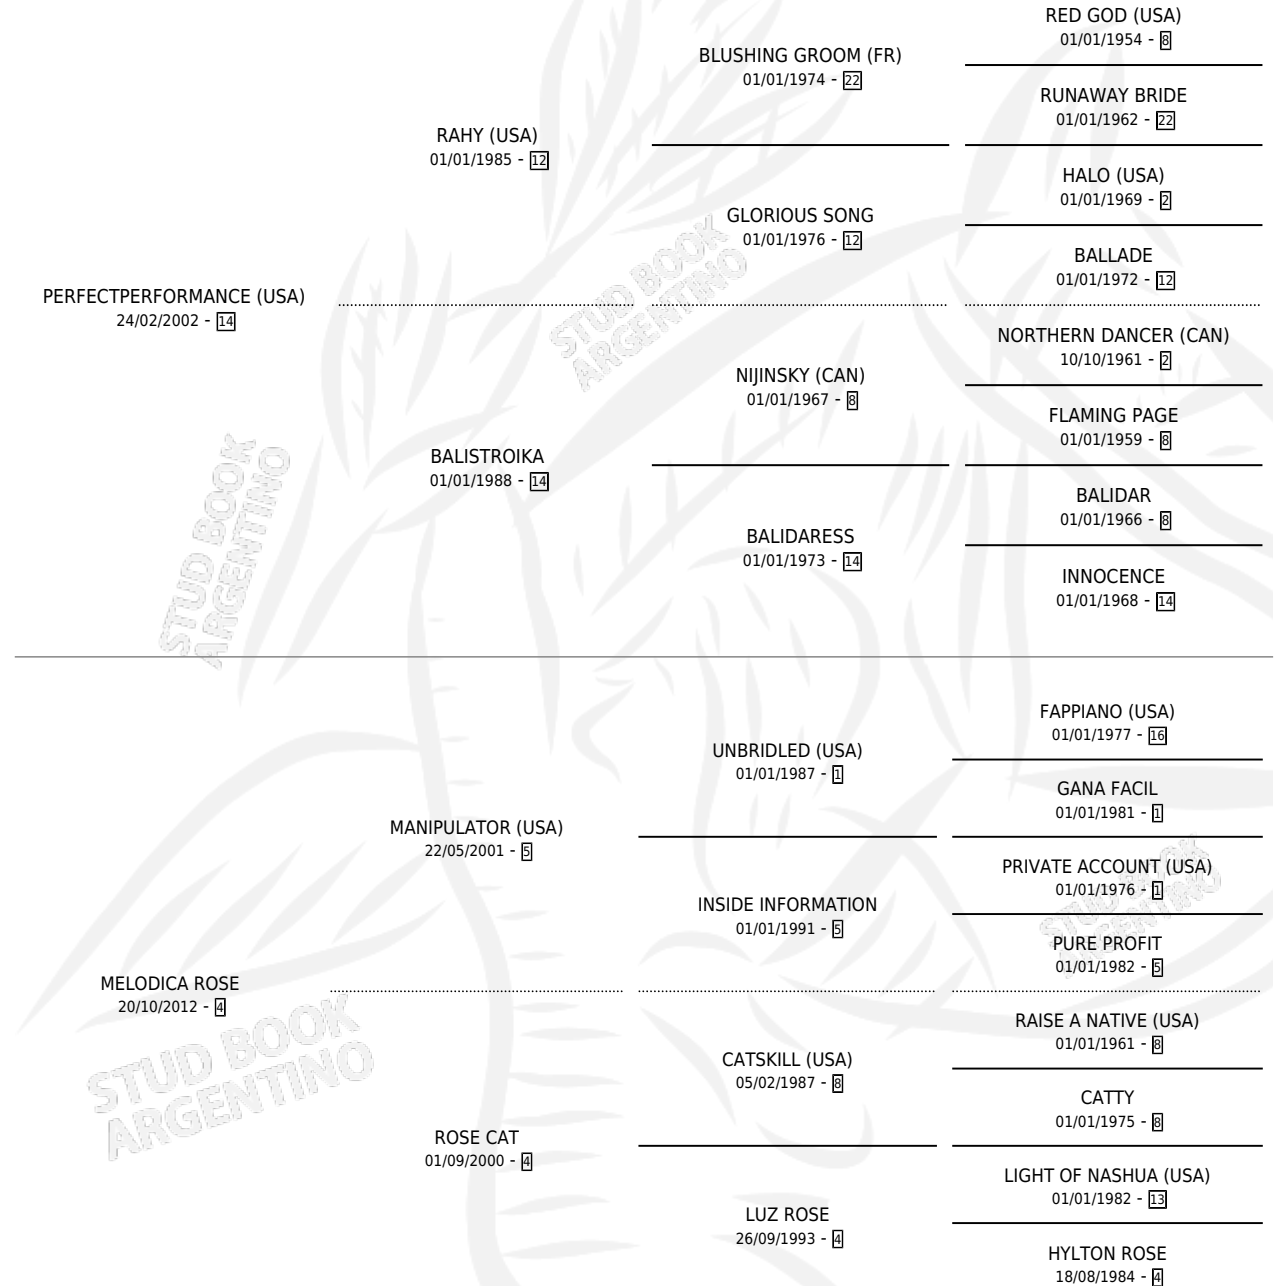 RED GOD (USA)
01/01/1954 - 8
BLUSHING GROOM (FR)
01/01/1974 - 22
RUNAWAY BRIDE
01/01/1962 - 22
RAHY (USA)
01/01/1985 - 12
HALO (USA)
01/01/1969 - 2
GLORIOUS SONG
01/01/1976 - 12
BALLADE
01/01/1972 - 12
PERFECTPERFORMANCE (USA)
24/02/2002 - 14
NORTHERN DANCER (CAN)
10/10/1961 - 2
NIJINSKY (CAN)
01/01/1967 - 8
FLAMING PAGE
01/01/1959 - 8
BALISTROIKA
01/01/1988 - 14
BALIDAR
01/01/1966 - 8
BALIDARESS
01/01/1973 - 14
INNOCENCE
01/01/1968 - 14
FAPPIANO (USA)
01/01/1977 - 16
UNBRIDLED (USA)
01/01/1987 - 1
GANA FACIL
01/01/1981 - 1
MANIPULATOR (USA)
22/05/2001 - 5
PRIVATE ACCOUNT (USA)
01/01/1976 - 1
INSIDE INFORMATION
01/01/1991 - 5
PURE PROFIT
01/01/1982 - 5
MELODICA ROSE
20/10/2012 - 4
RAISE A NATIVE (USA)
01/01/1961 - 8
CATSKILL (USA)
05/02/1987 - 8
CATTY
01/01/1975 - 8
ROSE CAT
01/09/2000 - 4
LIGHT OF NASHUA (USA)
01/01/1982 - 13
LUZ ROSE
26/09/1993 - 4
HYLTON ROSE
18/08/1984 - 4
STUD BOOK
ARGENTINO
STUD BOOK
ARGENTINO
STUD BOOK
ARGENTINO
STUD BOOK
ARGENTINO